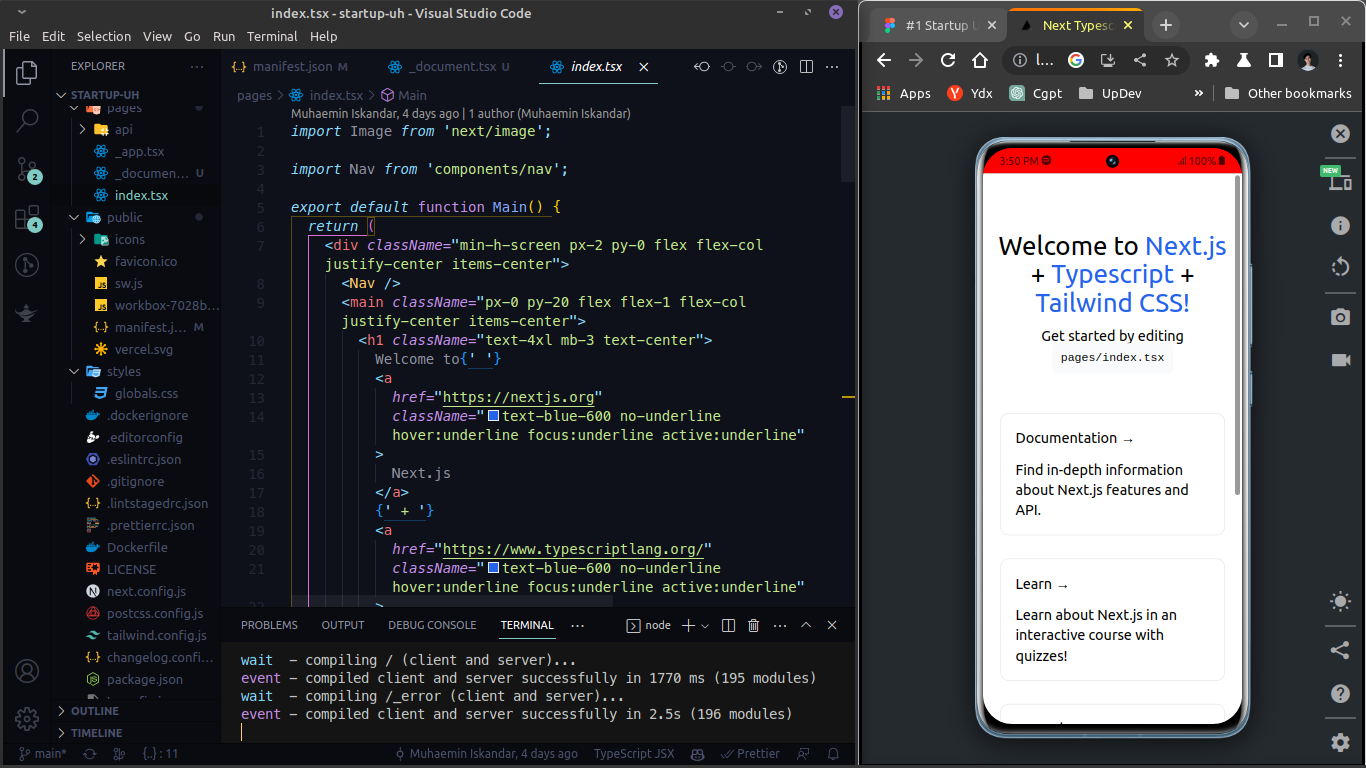 index.tsx - startup-uh - Visual Studio Code
File Edit Selection View Go Run Terminal Help
EXPLORER
STARTUP-UH
pages
api
_app.tsx
_documen... U
index.tsx
public
icons
favicon.ico
sw.js
workbox-7028b...
manifest.j... M
vercel.svg
styles
globals.css
.dockerignore
.editorconfig
.eslintrc.json
.gitignore
.lintstagedrc.json
.prettierrc.json
Dockerfile
LICENSE
next.config.js
postcss.config.js
tailwind.config.js
changelog.confi...
package.json
OUTLINE
TIMELINE
2
4
manifest.json M
_document.tsx U
index.tsx
pages > index.tsx > Main
Muhaemin Iskandar, 4 days ago | 1 author (Muhaemin Iskandar)
1 import Image from 'next/image';
2
3 import Nav from 'components/nav';
4
5 export default function Main() {
6 return (
7 <div className="min-h-screen px-2 py-0 flex flex-col
justify-center items-center">
8 <Nav />
9 <main className="px-0 py-20 flex flex-1 flex-col
justify-center items-center">
10 <h1 className="text-4xl mb-3 text-center">
11 Welcome to{' '}
12 <a
13 href="https://nextjs.org"
14 className="text-blue-600 no-underline
hover:underline focus:underline active:underline"
15 >
16 Next.js
17 </a>
18 {' + '}
19 <a
20 href="https://www.typescriptlang.org/"
21 className="text-blue-600 no-underline
hover:underline focus:underline active:underline"
22 >
PROBLEMS OUTPUT DEBUG CONSOLE TERMINAL node
wait - compiling / (client and server)...
event - compiled client and server successfully in 1770 ms (195 modules)
wait - compiling /_error (client and server)...
event - compiled client and server successfully in 2.5s (196 modules)
main* {..} : 11 Muhaemin Iskandar, 4 days ago TypeScript JSX Prettier
#1 Startup U
Next Typesc
l...
Apps Ydx Cgpt UpDev » Other bookmarks
NEW
3:50 PM 100%
Welcome to Next.js
+ Typescript +
Tailwind CSS!
Get started by editing
pages/index.tsx
Documentation →
Find in-depth information
about Next.js features and
API.
Learn →
Learn about Next.js in an
interactive course with
quizzes!